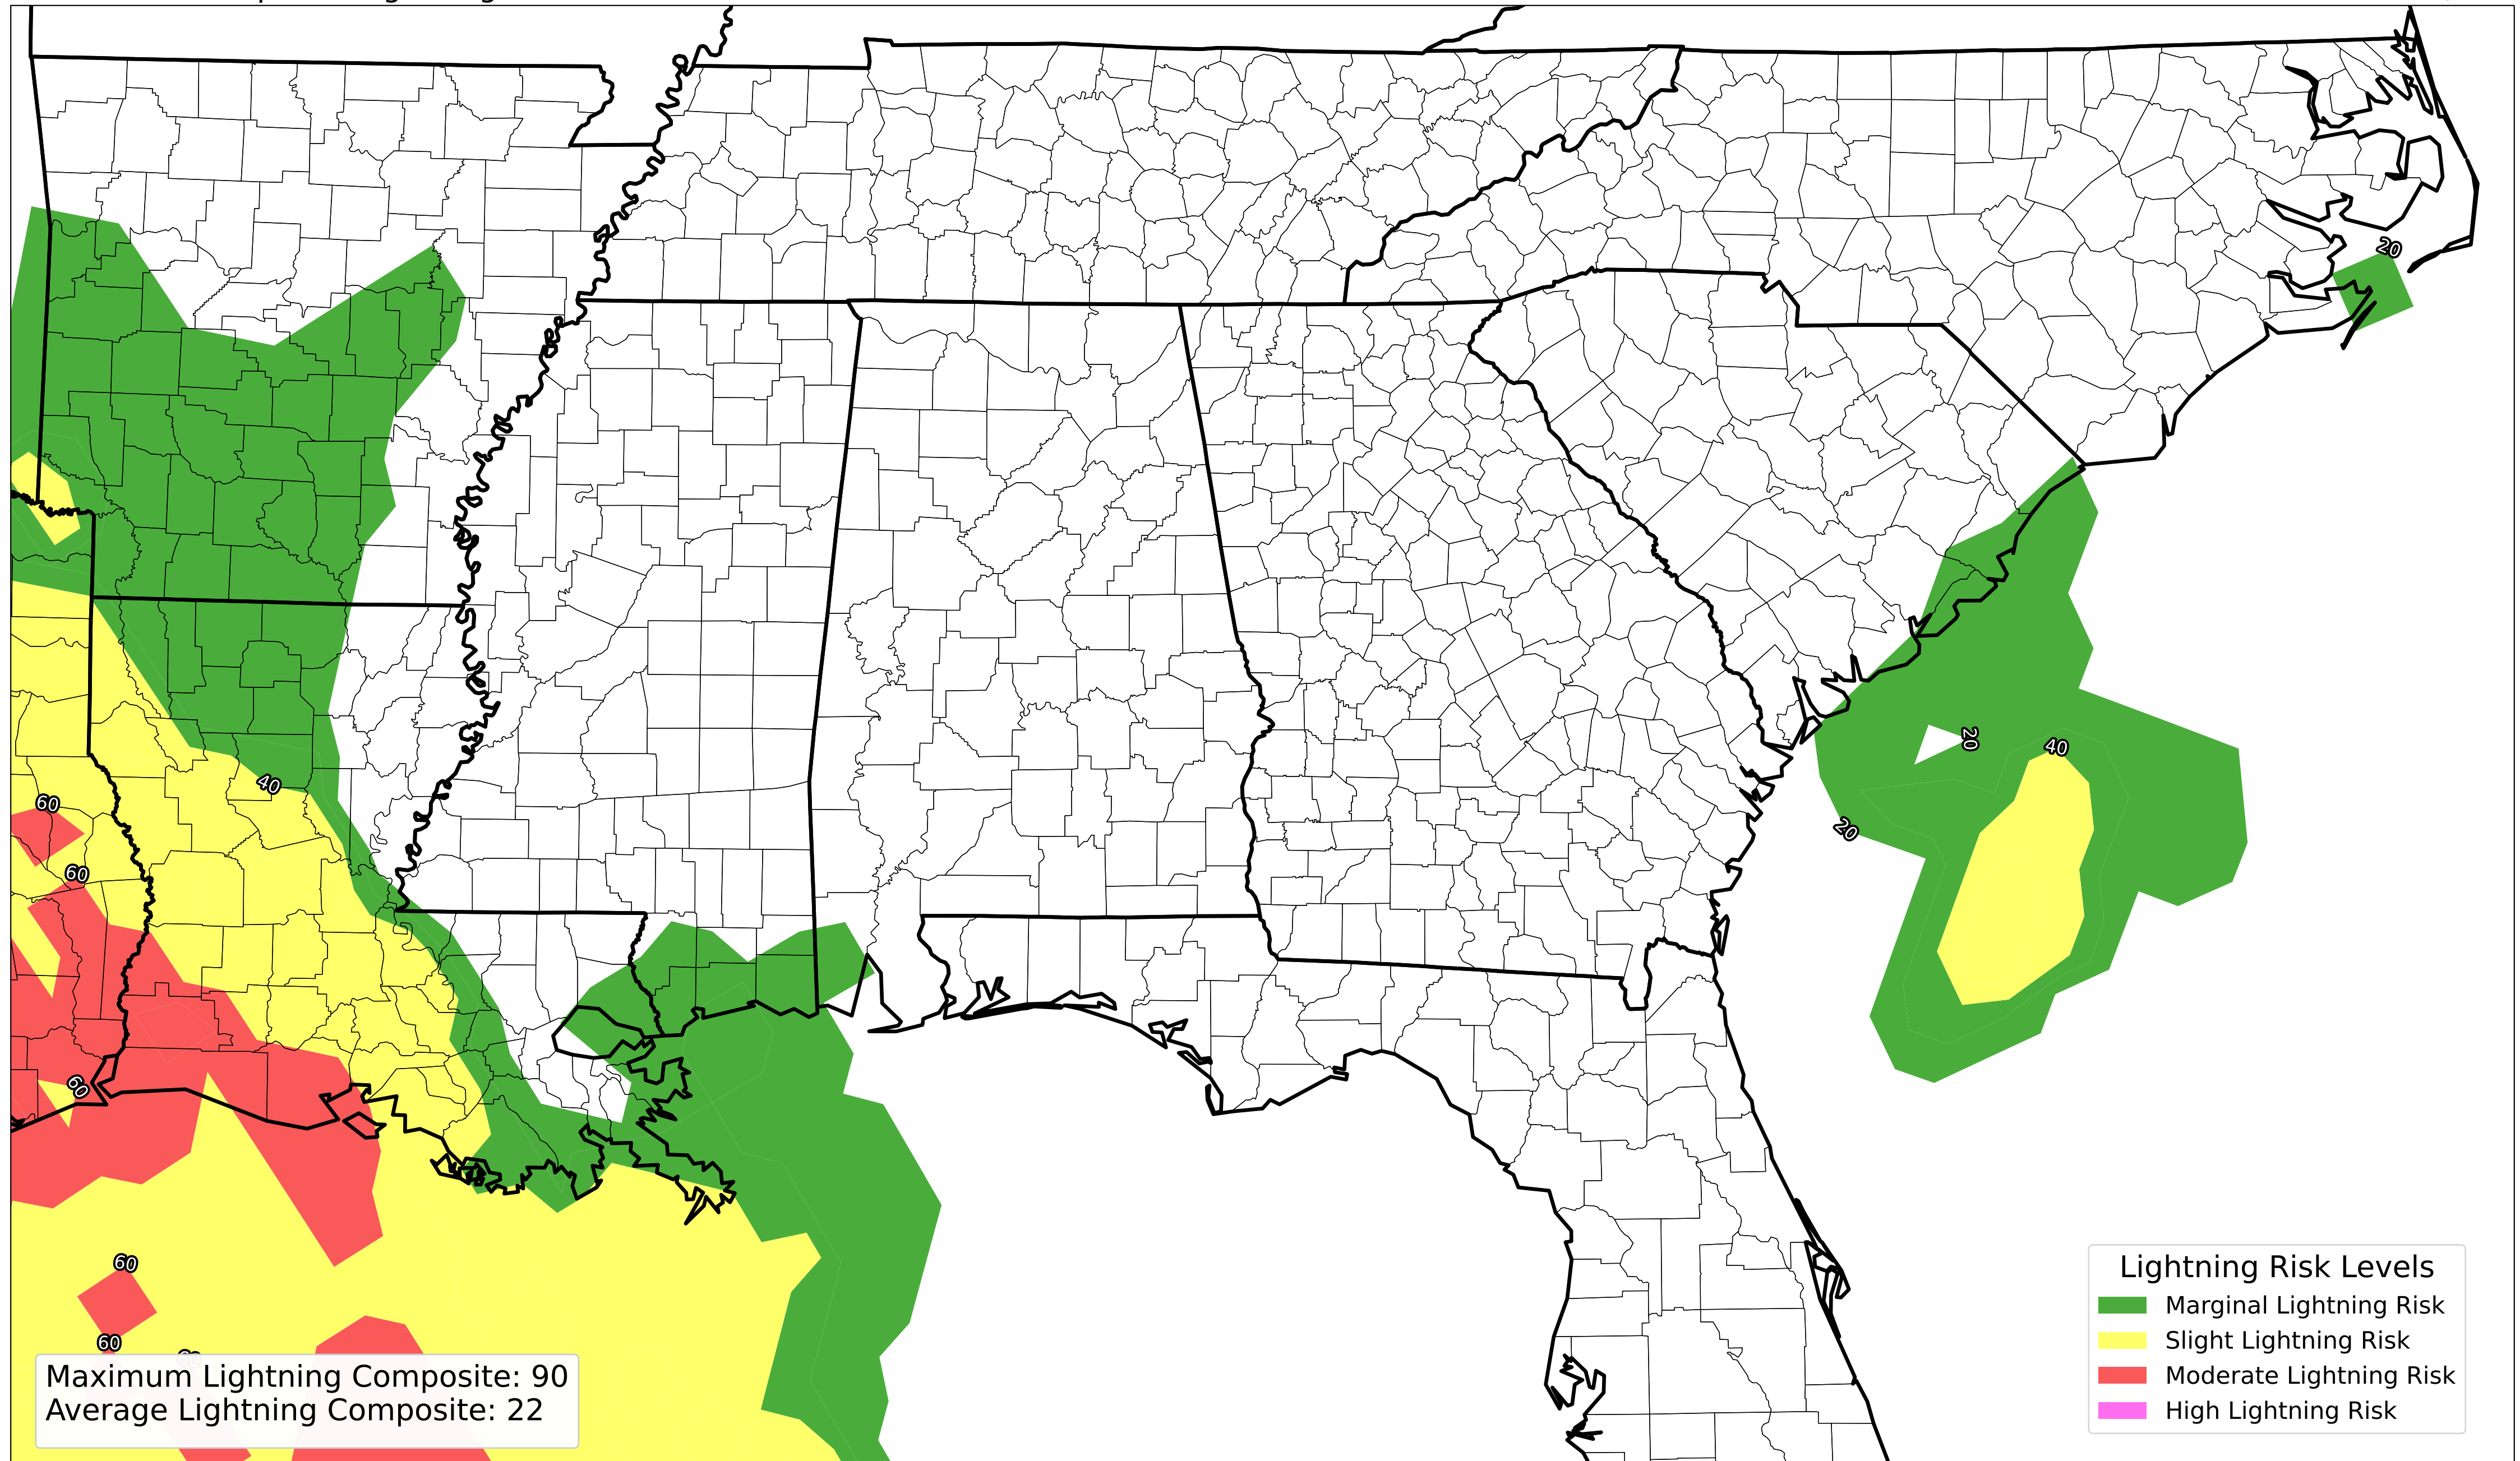 20
40
20
40
20
60
60
60
60
60
Lightning Risk Levels
Marginal Lightning Risk
Slight Lightning Risk
Moderate Lightning Risk
High Lightning Risk
Maximum Lightning Composite: 90
Average Lightning Composite: 22